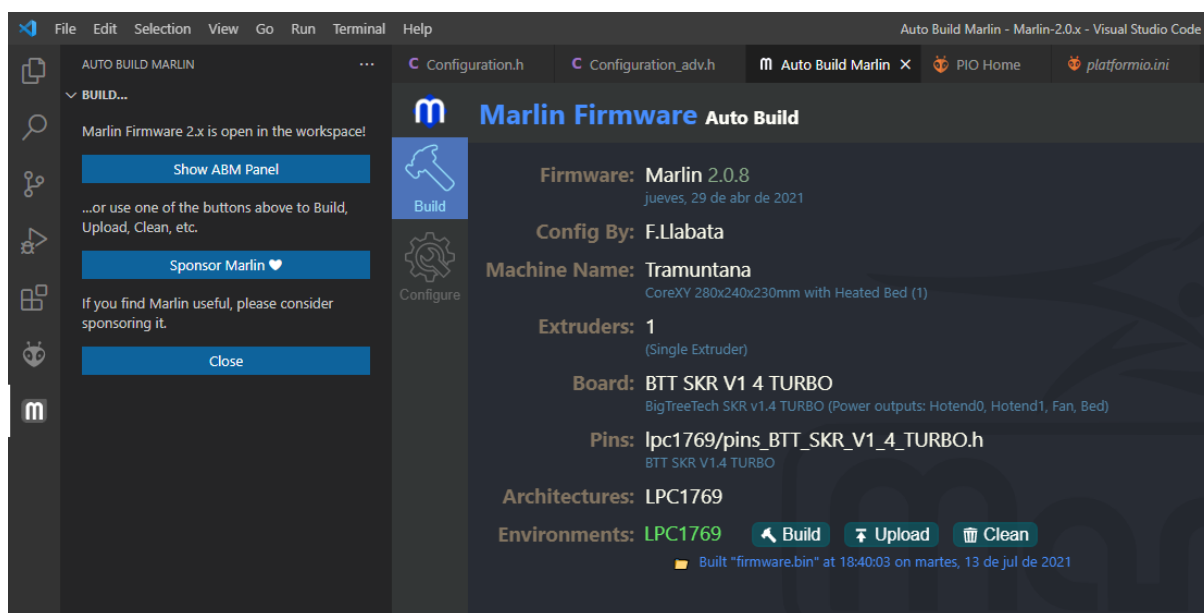 File Edit Selection View Go Run Terminal Help
Auto Build Marlin - Marlin-2.0.x - Visual Studio Code
AUTO BUILD MARLIN ...
Configuration.h
Configuration_adv.h
Auto Build Marlin
PIO Home
platformio.ini
BUILD...
Marlin Firmware 2.x is open in the workspace!
Show ABM Panel
...or use one of the buttons above to Build,
Upload, Clean, etc.
Sponsor Marlin
If you find Marlin useful, please consider
sponsoring it.
Close
Build
Configure
Marlin Firmware Auto Build
Firmware: Marlin 2.0.8
jueves, 29 de abr de 2021
Config By: F.Llabata
Machine Name: Tramuntana
CoreXY 280x240x230mm with Heated Bed (1)
Extruders: 1
(Single Extruder)
Board: BTT SKR V1 4 TURBO
BigTreeTech SKR v1.4 TURBO (Power outputs: Hotend0, Hotend1, Fan, Bed)
Pins: lpc1769/pins_BTT_SKR_V1_4_TURBO.h
BTT SKR V1.4 TURBO
Architectures: LPC1769
Environments: LPC1769 Build Upload Clean
Built "firmware.bin" at 18:40:03 on martes, 13 de jul de 2021